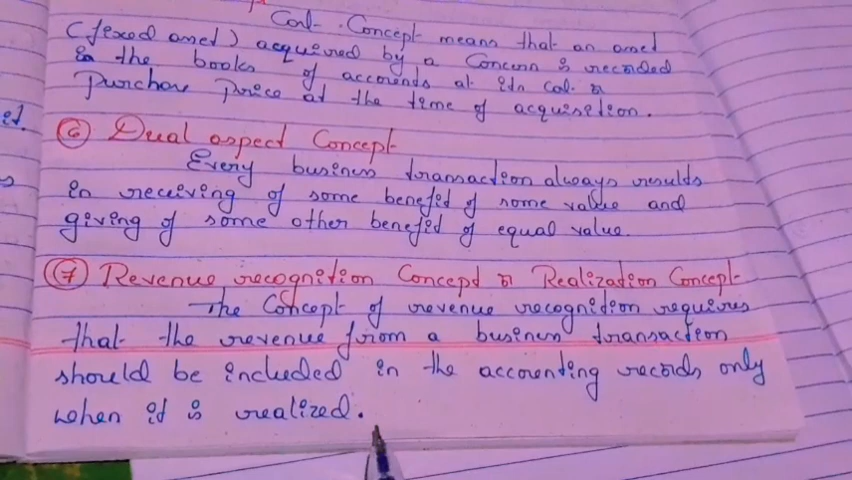 Cost Concept means that an asset
(fixed asset) acquired by a Concern is recorded
in the books of accounts at its Cost or
Purchase Price at the time of acquisition.
⑥ Dual aspect Concept
Every business transaction always results
in receiving of some benefit of some value and
giving of some other benefit of equal value.
⑦ Revenue recognition Concept or Realization Concept
The Concept of revenue recognition requires
that the revenue from a business transaction
should be included in the accounting records only
when it is realized.